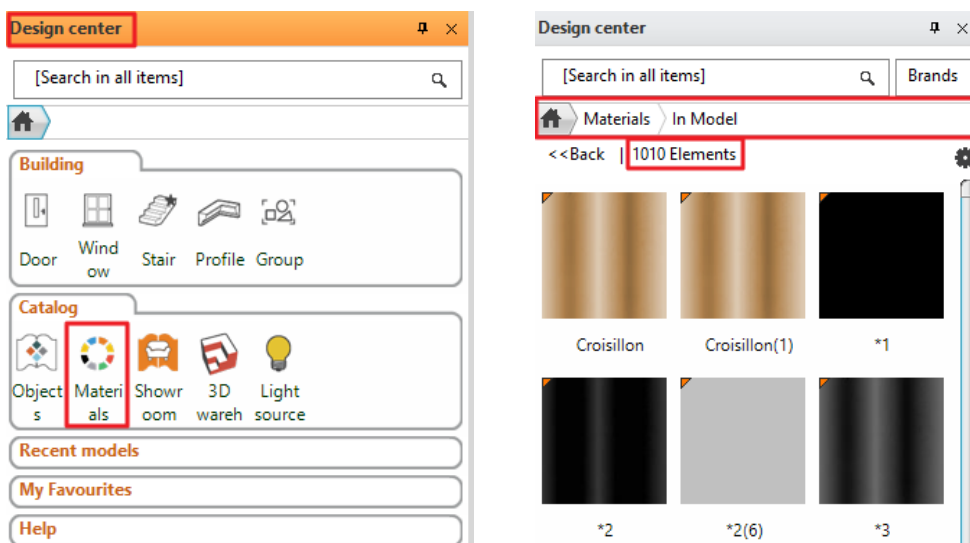 Design center
[Search in all items]
Building
Door
Wind
ow
Stair
Profile
Group
Catalog
Object
s
Materi
als
Showr
oom
3D
wareh
Light
source
Recent models
My Favourites
Help
Design center
[Search in all items]
Brands
Materials
In Model
<<Back | 1010 Elements
Croisillon
Croisillon(1)
*1
*2
*2(6)
*3